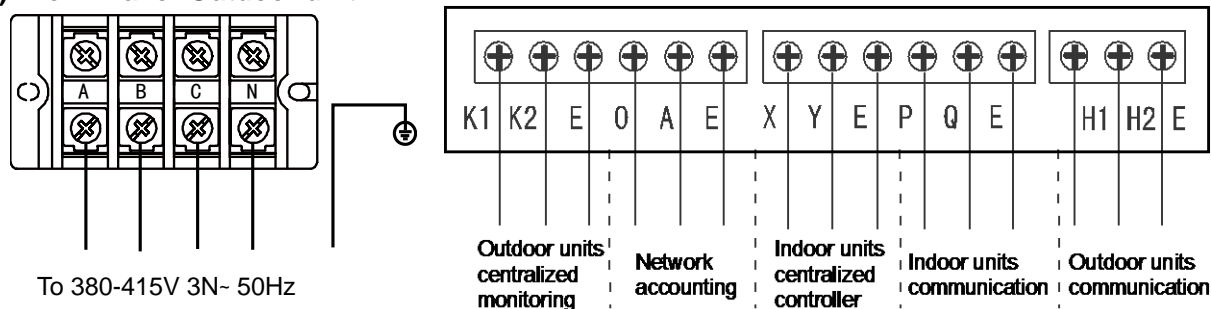 A B C N
To 380-415V 3N~ 50Hz
K1 K2 E O A E X Y E P Q E H1 H2 E
Outdoor units
centralized
monitoring
Network
accounting
Indoor units
centralized
controller
Indoor units
communication
Outdoor units
communication